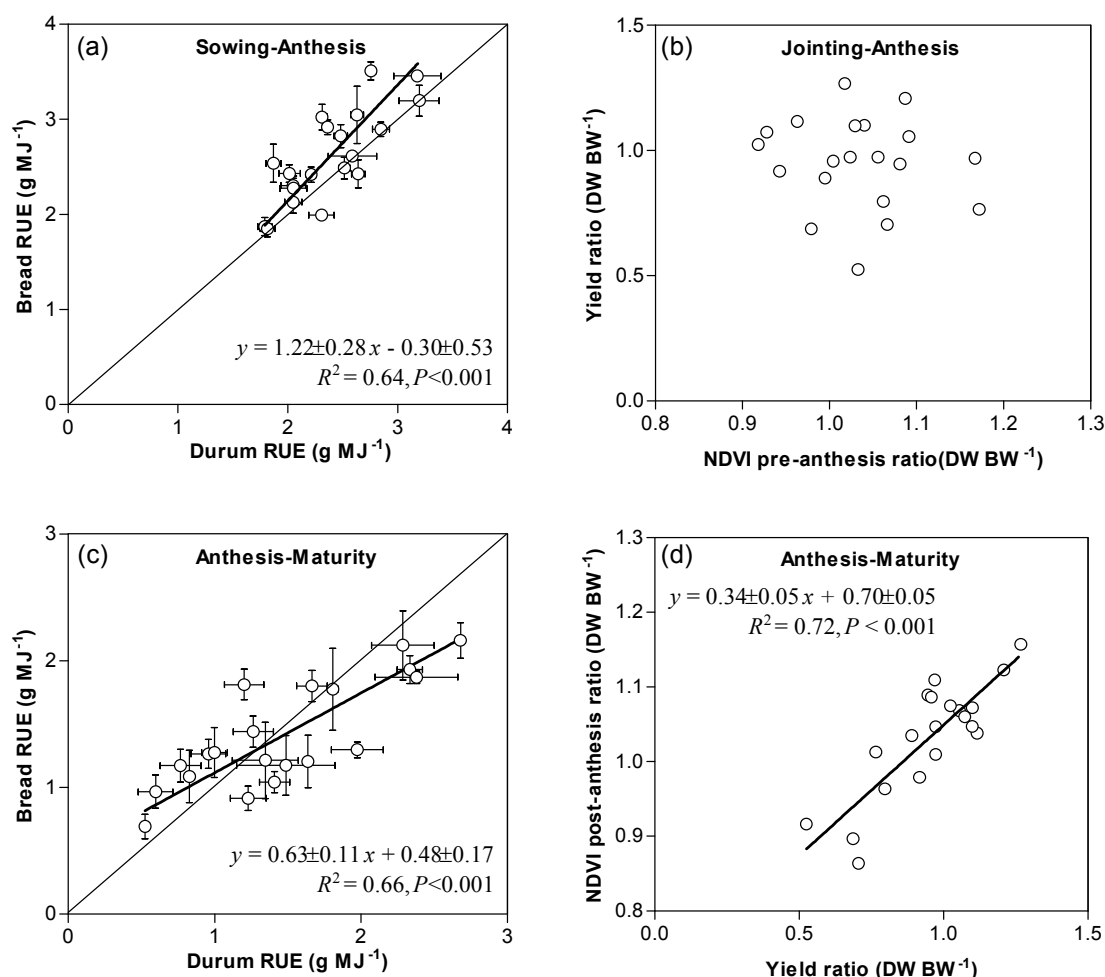 (a) Sowing-Anthesis
4
3
2
1
0
Bread RUE (g MJ⁻¹)
y = 1.22±0.28 x - 0.30±0.53
R² = 0.64, P<0.001
0 1 2 3 4
Durum RUE (g MJ⁻¹)
(b) Jointing-Anthesis
1.5
1.0
0.5
0.0
Yield ratio (DW BW⁻¹)
0.8 0.9 1.0 1.1 1.2 1.3
NDVI pre-anthesis ratio(DW BW⁻¹)
(c) Anthesis-Maturity
3
2
1
0
Bread RUE (g MJ⁻¹)
y = 0.63±0.11 x + 0.48±0.17
R² = 0.66, P<0.001
0 1 2 3
Durum RUE (g MJ⁻¹)
(d) Anthesis-Maturity
1.3
1.2
1.1
1.0
0.9
0.8
NDVI post-anthesis ratio (DW BW⁻¹)
y = 0.34±0.05 x + 0.70±0.05
R² = 0.72, P < 0.001
0.0 0.5 1.0 1.5
Yield ratio (DW BW⁻¹)